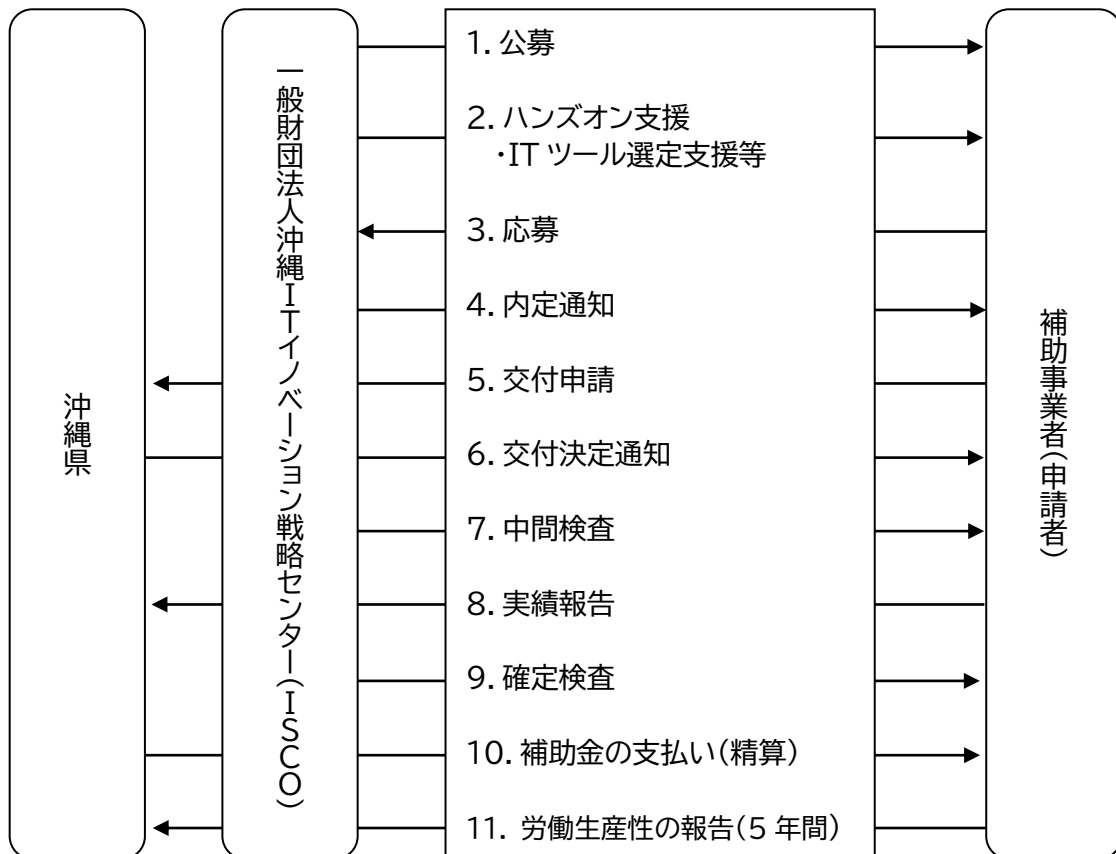 沖縄県
一般財団法人沖縄ITイノベーション戦略センター(ISCO)
1. 公募
2. ハンズオン支援
・IT ツール選定支援等
3. 応募
4. 内定通知
5. 交付申請
6. 交付決定通知
7. 中間検査
8. 実績報告
9. 確定検査
10. 補助金の支払い(精算)
11. 労働生産性の報告(5 年間)
補助事業者(申請者)